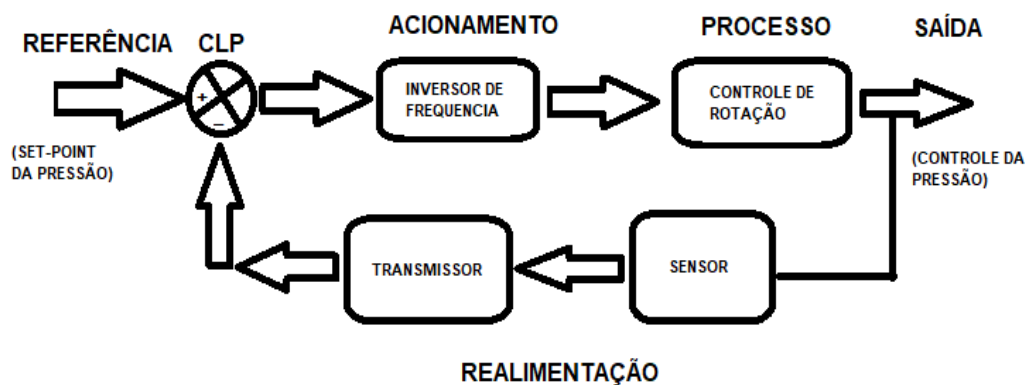 REFERÊNCIA
CLP
ACIONAMENTO
PROCESSO
SAÍDA
+
–
INVERSOR DE
FREQUENCIA
CONTROLE DE
ROTAÇÃO
(SET-POINT
DA PRESSÃO)
(CONTROLE DA
PRESSÃO)
TRANSMISSOR
SENSOR
REALIMENTAÇÃO